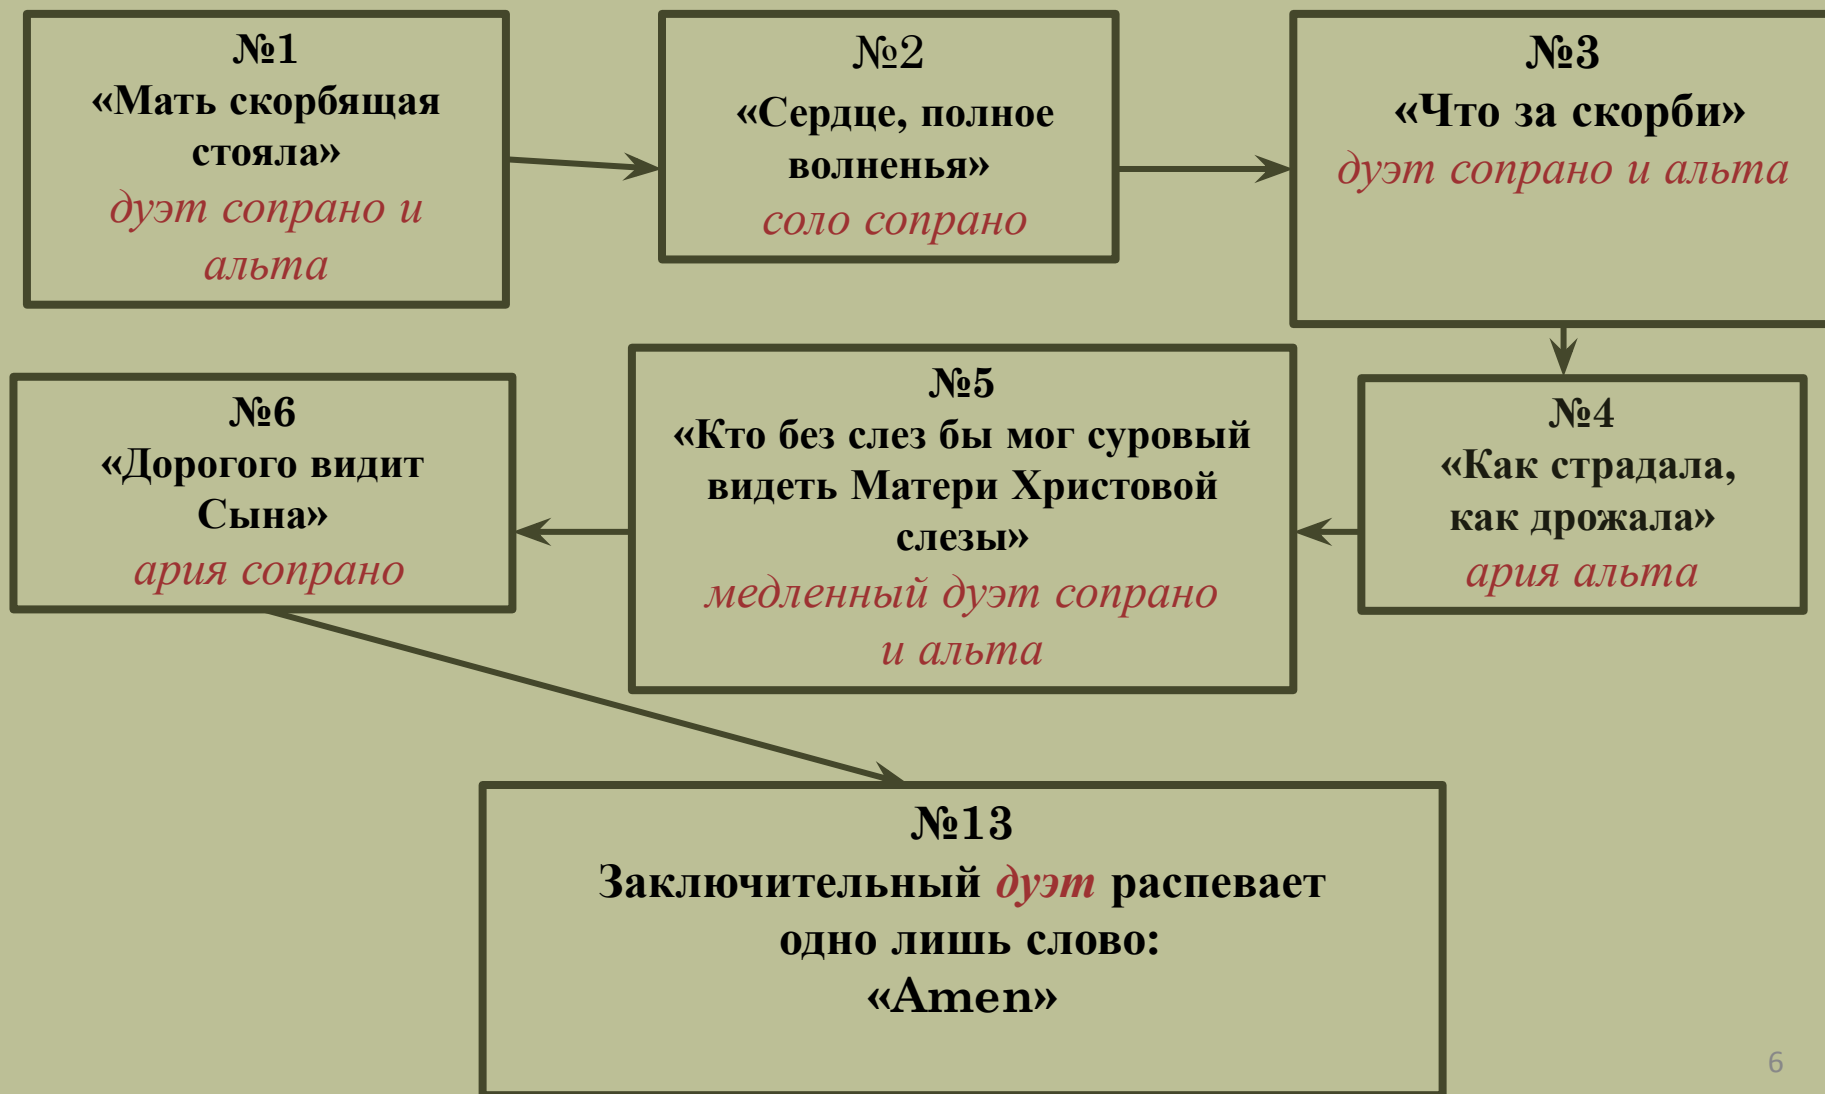 №1
«Мать скорбящая
стояла»
дуэт сопрано и
альта
№2
«Сердце, полное
волненья»
соло сопрано
№3
«Что за скорби»
дуэт сопрано и альта
№4
«Как страдала,
как дрожала»
ария альта
№5
«Кто без слез бы мог суровый
видеть Матери Христовой
слезы»
медленный дуэт сопрано
и альта
№6
«Дорогого видит
Сына»
ария сопрано
№13
Заключительный дуэт распевает
одно лишь слово:
«Amen»
6